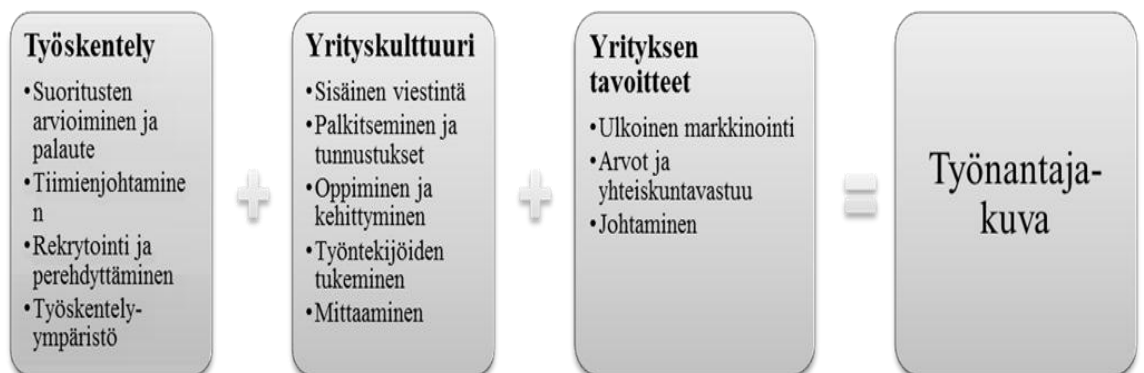 Työskentely
•Suoritusten
arvioiminen ja
palaute
•Tiimienjohtamine
n
•Rekrytointi ja
perehdyttäminen
•Työskentely-
ympäristö
+
Yrityskulttuuri
•Sisäinen viestintä
•Palkitseminen ja
tunnustukset
•Oppiminen ja
kehittyminen
•Työntekijöiden
tukeminen
•Mittaaminen
+
Yrityksen
tavoitteet
•Ulkoinen markkinointi
•Arvot ja
yhteiskuntavastuu
•Johtaminen
=
Työnantaja-
kuva